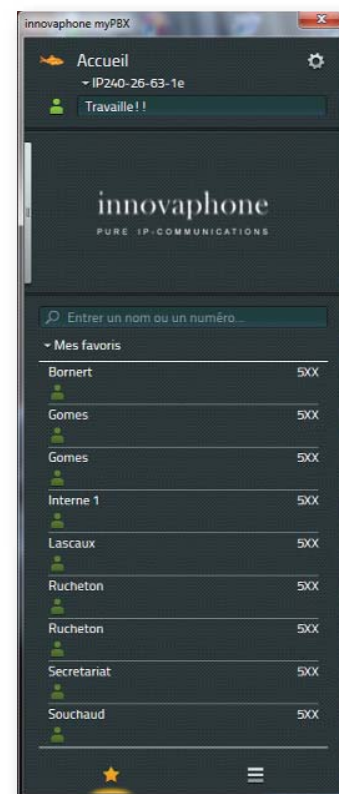 innovaphone myPBX
Accueil
IP240-26-63-1e
Travaille!!
innovaphone
PURE IP-COMMUNICATIONS
Entrer un nom ou un numéro...
Mes favoris
Bornert 5XX
Gomes 5XX
Gomes 5XX
Interne 1 5XX
Lascaux 5XX
Rucheton 5XX
Rucheton 5XX
Secretariat 5XX
Souchaud 5XX